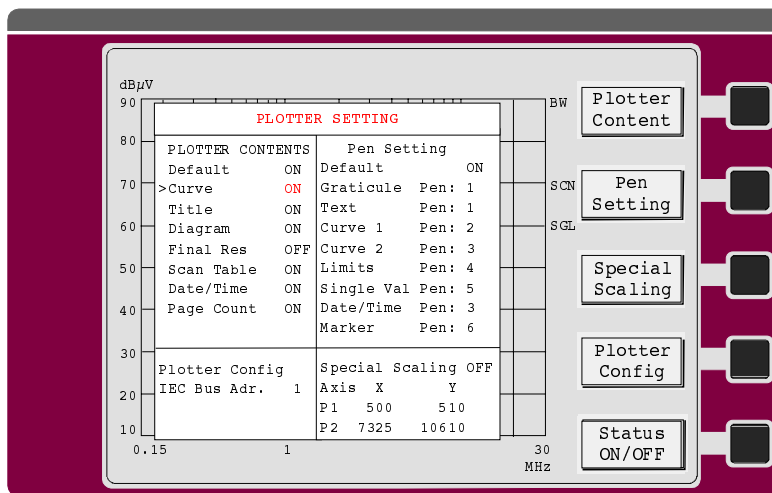 dBµV
90
80
70
60
50
40
30
20
10
0.15
1
30
MHz
BW
SCN
SGL
PLOTTER SETTING
PLOTTER CONTENTS
Default ON
>Curve ON
Title ON
Diagram ON
Final Res OFF
Scan Table ON
Date/Time ON
Page Count ON
Pen Setting
Default ON
Graticule Pen: 1
Text Pen: 1
Curve 1 Pen: 2
Curve 2 Pen: 3
Limits Pen: 4
Single Val Pen: 5
Date/Time Pen: 3
Marker Pen: 6
Plotter Config
IEC Bus Adr. 1
Special Scaling OFF
Axis X Y
P1 500 510
P2 7325 10610
Plotter
Content
Pen
Setting
Special
Scaling
Plotter
Config
Status
ON/OFF